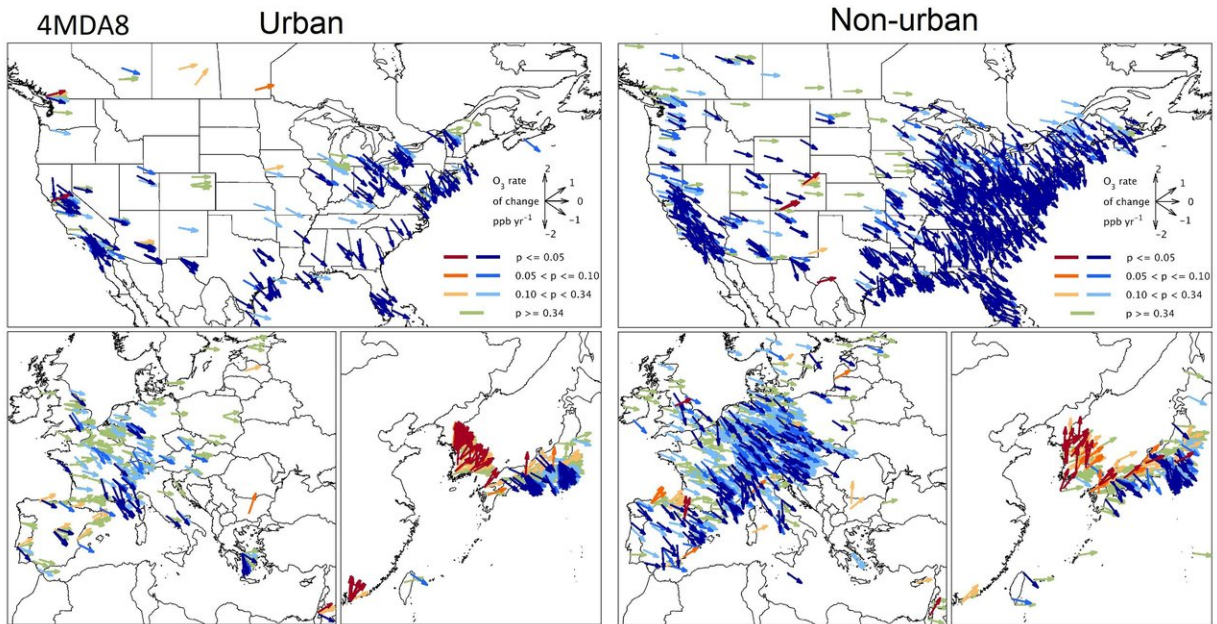 4MDA8
Urban
Non-urban
O₃ rate
of change
ppb yr⁻¹
2
1
0
−1
−2
p <= 0.05
0.05 < p <= 0.10
0.10 < p < 0.34
p >= 0.34
O₃ rate
of change
ppb yr⁻¹
2
1
0
−1
−2
p <= 0.05
0.05 < p <= 0.10
0.10 < p < 0.34
p >= 0.34